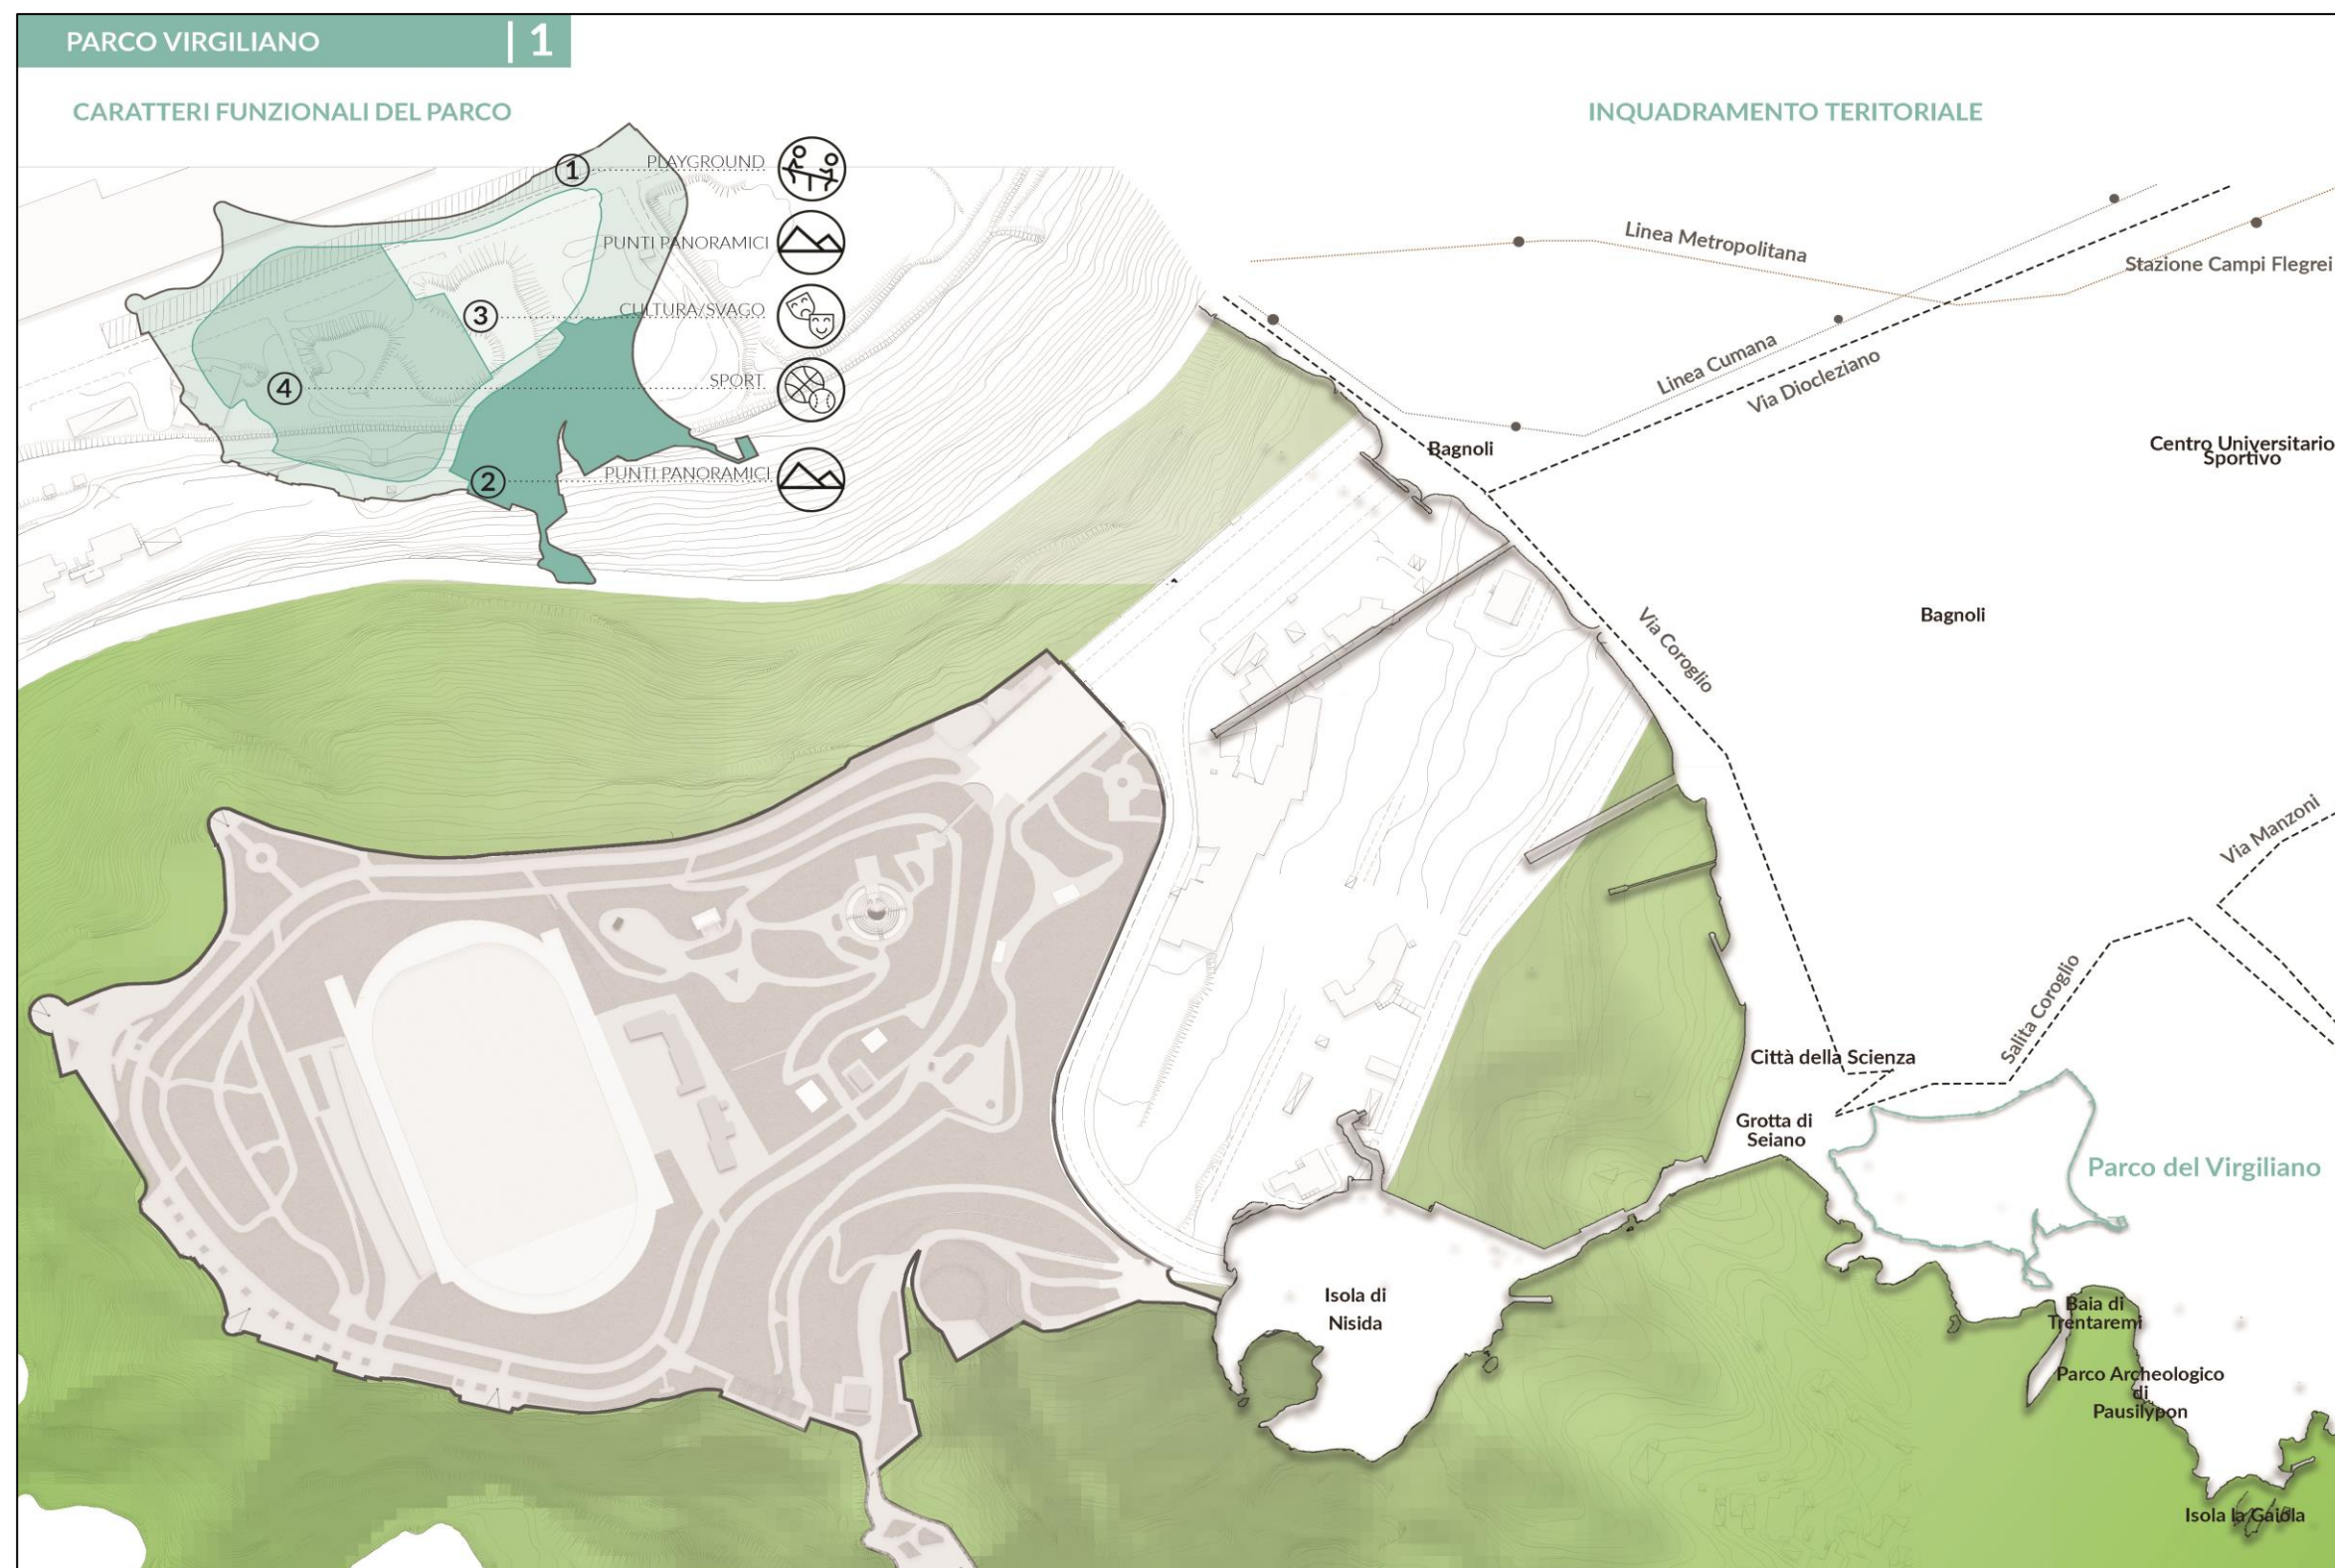 PARCO VIRGILIANO | 1
CARATTERI FUNZIONALI DEL PARCO
INQUADRAMENTO TERITORIALE
1
PLAYGROUND
PUNTI PANORAMICI
3
CULTURA/SVAGO
4
SPORT
2
PUNTI PANORAMICI
Linea Metropolitana
Stazione Campi Flegrei
Linea Cumana
Via Diocleziano
Bagnoli
Centro Universitario
Sportivo
Bagnoli
Via Coroglio
Via Manzoni
Salita Coroglio
Città della Scienza
Grotta di
Seiano
Parco del Virgiliano
Isola di
Nisida
Baia di
Trentaremi
Parco Archeologico
di
Pausilypon
Isola la Gaiola